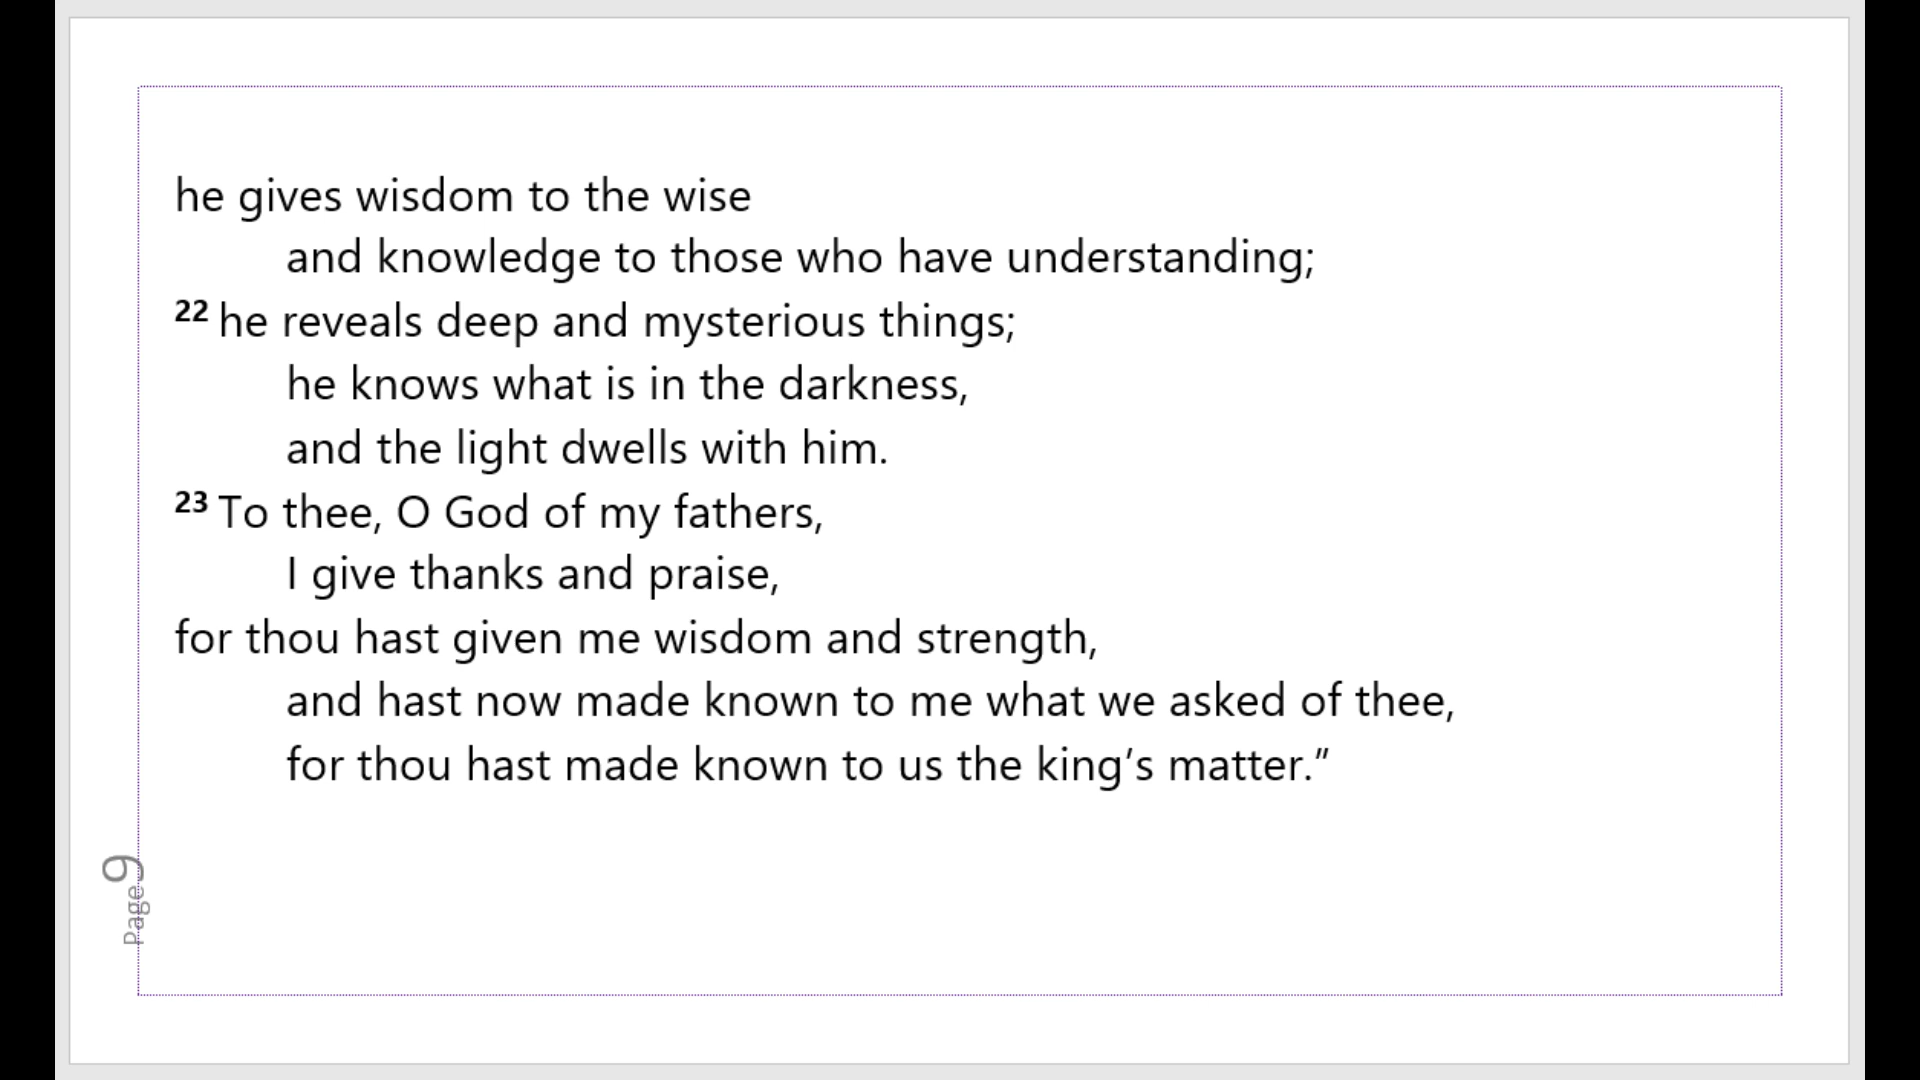 he gives wisdom to the wise
and knowledge to those who have understanding;
22 he reveals deep and mysterious things;
he knows what is in the darkness,
and the light dwells with him.
23 To thee, O God of my fathers,
I give thanks and praise,
for thou hast given me wisdom and strength,
and hast now made known to me what we asked of thee,
for thou hast made known to us the king’s matter.”
Page 9